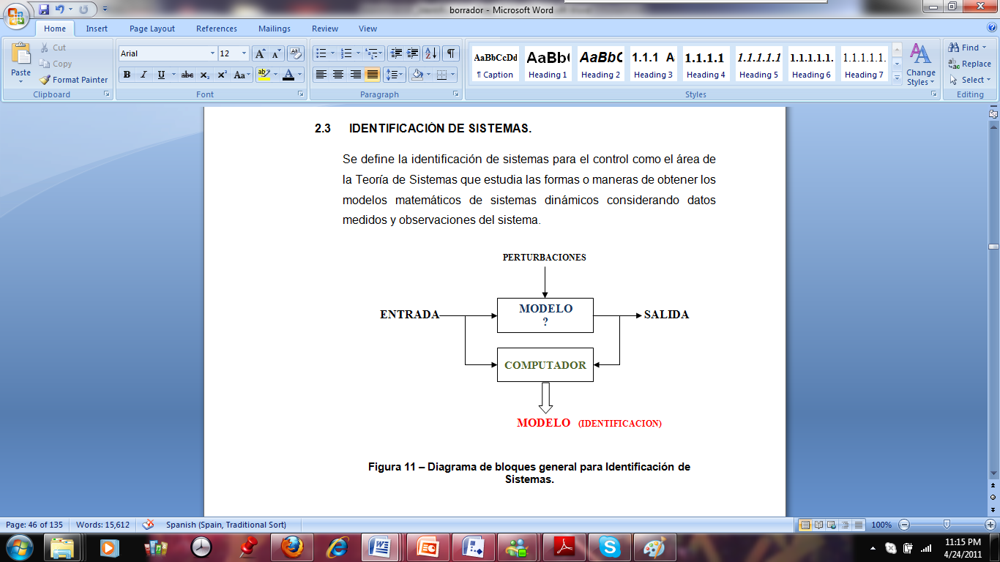 borrador - Microsoft Word
Home Insert Page Layout References Mailings Review View
Paste
Cut
Copy
Format Painter
Clipboard
Arial 12
B I U abc x₂ x² Aa
Font
Paragraph
AaBbCcDd AaBbC AaBbC 1.1.1 A 1.1.1.1 1.1.1.1.1 1.1.1.1.1. 1.1.1.1.1.
¶ Caption Heading 1 Heading 2 Heading 3 Heading 4 Heading 5 Heading 6 Heading 7
Change
Styles
Styles
Find
Replace
Select
Editing
2.3 IDENTIFICACIÓN DE SISTEMAS.
Se define la identificación de sistemas para el control como el área de
la Teoría de Sistemas que estudia las formas o maneras de obtener los
modelos matemáticos de sistemas dinámicos considerando datos
medidos y observaciones del sistema.
PERTURBACIONES
ENTRADA
MODELO
?
SALIDA
COMPUTADOR
MODELO (IDENTIFICACION)
Figura 11 – Diagrama de bloques general para Identificación de
Sistemas.
Page: 46 of 135 Words: 15,612 Spanish (Spain, Traditional Sort) 100%
11:15 PM
4/24/2011